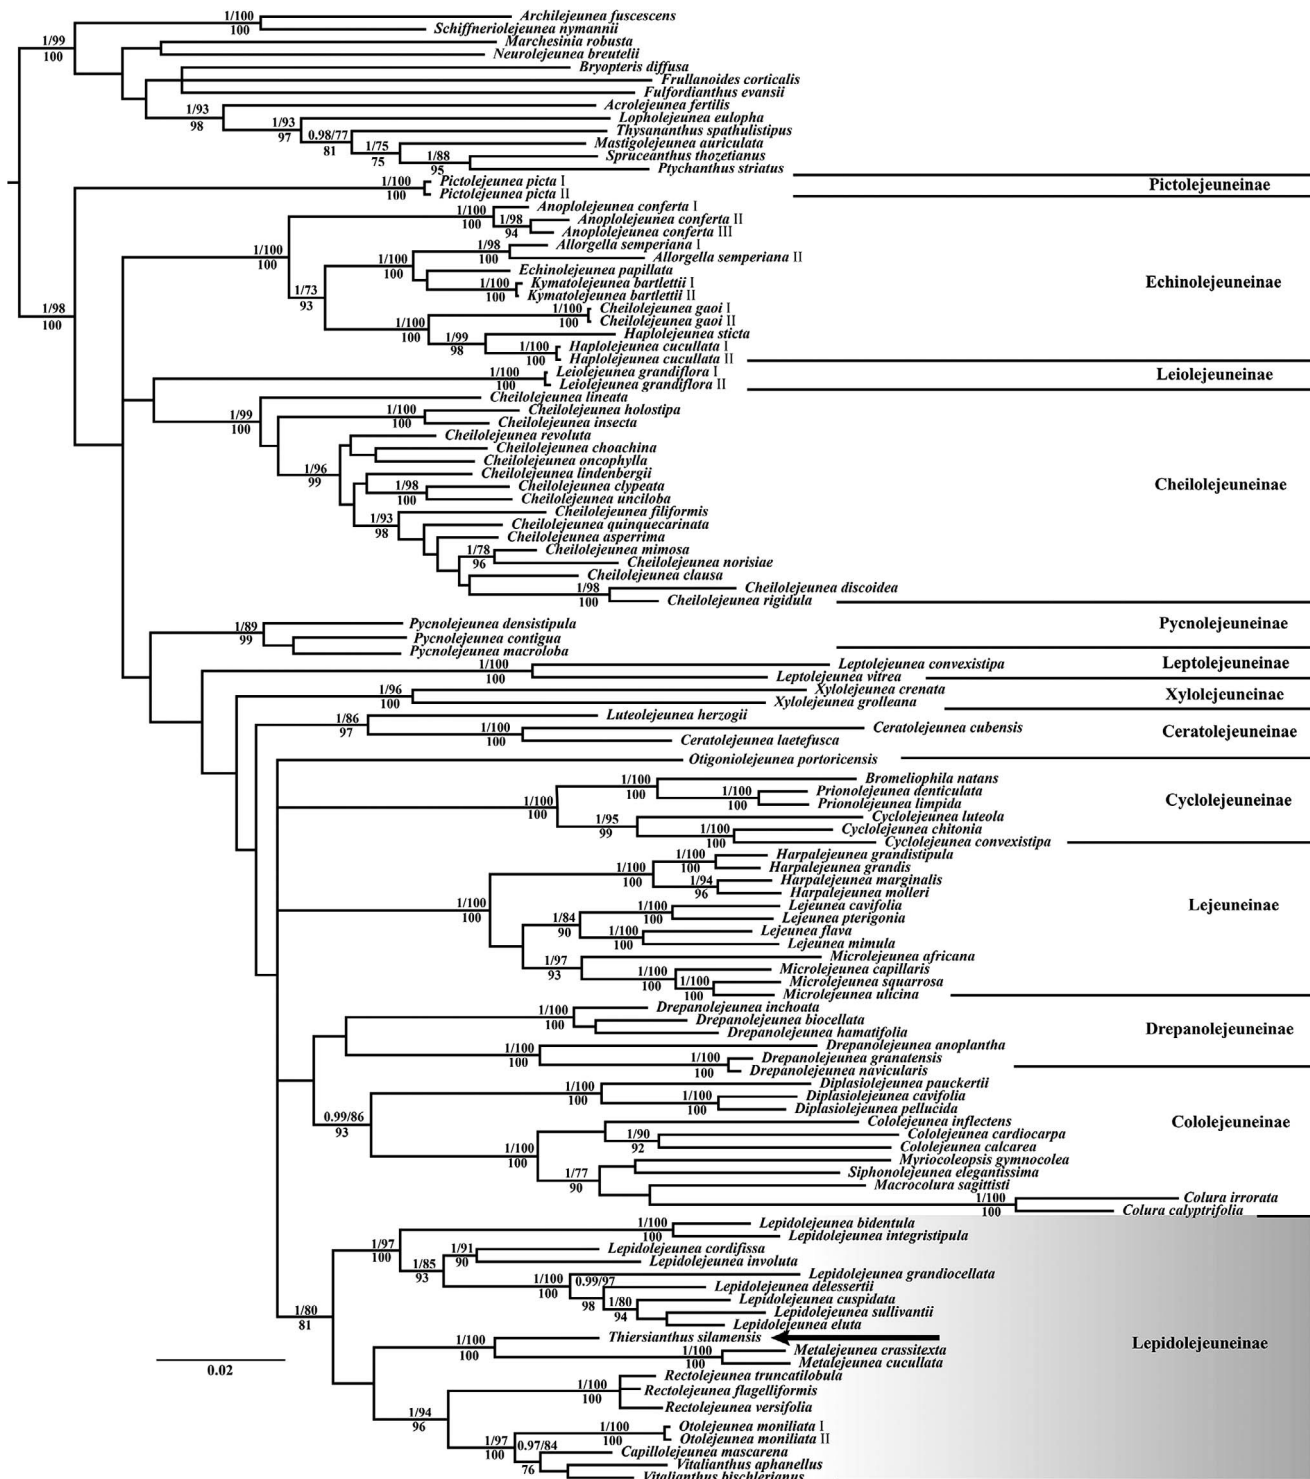 1/100 Archilejeunea fuscescens
100 Schiffneriolejeunea nymannii
1/99 Marchesinia robusta
100 Neurolejeunea breutelii
Bryopteris diffusa
Frullanoides corticalis
Fulfordianthus evansii
1/93 Acrolejeunea fertilis
98 1/93 Lopholejeunea eulopha
97 0.98/77 Thysananthus spathulistipus
81 1/75 Mastigolejeunea auriculata
75 1/88 Spruceanthus thozetianus
95 Ptychanthus striatus
1/100 Pictolejeunea picta I
Pictolejeuneinae
100 Pictolejeunea picta II
1/100 Anoplolejeunea conferta I
100 1/98 Anoplolejeunea conferta II
94 Anoplolejeunea conferta III
1/100 1/98 Allorgella semperiana I
100 1/100 100 Allorgella semperiana II
100 Echinolejeunea papillata
1/100 Kymatolejeunea bartlettii I
Echinolejeuneinae
1/73 100 Kymatolejeunea bartlettii II
93 1/100 Cheilolejeunea gaoi I
1/98 1/100 100 Cheilolejeunea gaoi II
100 100 1/99 Haplolejeunea sticta
98 1/100 Haplolejeunea cucullata I
100 Haplolejeunea cucullata II
1/100 Leiolejeunea grandiflora I
Leiolejeuneinae
100 Leiolejeunea grandiflora II
Cheilolejeunea lineata
1/99 1/100 Cheilolejeunea holostipa
100 100 Cheilolejeunea insecta
Cheilolejeunea revoluta
Cheilolejeunea choachina
1/96 Cheilolejeunea oncophylla
99 Cheilolejeunea lindenbergii
1/98 Cheilolejeunea clypeata
Cheilolejeuneinae
100 Cheilolejeunea unciloba
1/93 Cheilolejeunea filiformis
98 Cheilolejeunea quinquecarinata
Cheilolejeunea asperrima
1/78 Cheilolejeunea mimosa
96 Cheilolejeunea norisiae
Cheilolejeunea clausa
1/98 Cheilolejeunea discoidea
100 Cheilolejeunea rigidula
1/89 Pycnolejeunea densistipula
Pycnolejeuneinae
99 Pycnolejeunea contigua
Pycnolejeunea macroloba
1/100 Leptolejeunea convexistipa
Leptolejeuneinae
100 Leptolejeunea vitrea
1/96 Xylolejeunea crenata
Xylolejeuneinae
100 Xylolejeunea grolleana
1/86 Luteolejeunea herzogii
97 1/100 Ceratolejeunea cubensis
Ceratolejeuneinae
100 Ceratolejeunea laetefusca
Otigoniolejeunea portoricensis
1/100 Bromeliophila natans
100 1/100 Prionolejeunea denticulata
Cyclolejeuneinae
1/100 100 Prionolejeunea limpida
100 1/95 Cyclolejeunea luteola
99 1/100 Cyclolejeunea chitonia
100 Cyclolejeunea convexistipa
1/100 Harpalejeunea grandistipula
1/100 100 Harpalejeunea grandis
100 1/94 Harpalejeunea marginalis
96 Harpalejeunea molleri
1/100 1/100 Lejeunea cavifolia
Lejeuneinae
100 1/84 100 Lejeunea pterigonia
90 1/100 Lejeunea flava
100 Lejeunea mimula
1/97 Microlejeunea africana
93 1/100 Microlejeunea capillaris
100 1/100 Microlejeunea squarrosa
100 Microlejeunea ulicina
1/100 Drepanolejeunea inchoata
100 Drepanolejeunea biocellata
Drepanolejeuneinae
Drepanolejeunea hamatifolia
1/100 Drepanolejeunea anoplantha
100 1/100 Drepanolejeunea granatensis
100 Drepanolejeunea navicularis
1/100 Diplasiolejeunea pauckertii
100 1/100 Diplasiolejeunea cavifolia
0.99/86 100 Diplasiolejeunea pellucida
93 Cololejeunea inflectens
Cololejeuneinae
1/90 Cololejeunea cardiocarpa
1/100 92 Cololejeunea calcarea
100 Myriocoleopsis gymnocolea
1/77 Siphonolejeunea elegantissima
90 Macrocolura sagittisti
1/100 Colura irrorata
100 Colura calyptrifolia
1/100 Lepidolejeunea bidentula
100 Lepidolejeunea integristipula
1/97 1/91 Lepidolejeunea cordifissa
100 1/85 90 Lepidolejeunea involuta
93 1/100 0.99/97 Lepidolejeunea grandiocellata
100 Lepidolejeunea delessertii
98 1/80 Lepidolejeunea cuspidata
1/80 94 Lepidolejeunea sullivantii
81 Lepidolejeunea eluta
1/100 Thiersianthus silamensis
Lepidolejeuneinae
100 1/100 Metalejeunea crassitexta
100 Metalejeunea cucullata
0.02
1/100 Rectolejeunea truncatilobula
100 Rectolejeunea flagelliformis
1/94 Rectolejeunea versifolia
96 1/100 Otolejeunea moniliata I
1/97 100 Otolejeunea moniliata II
100 0.97/84 Capillolejeunea mascarena
76 Vitalianthus aphanellus
Vitalianthus bischlerianus